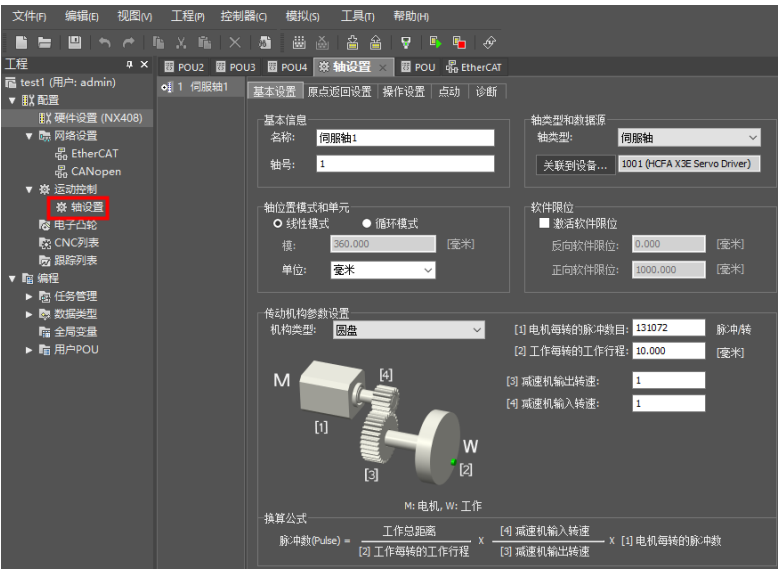 文件(F) 编辑(E) 视图(V) 工程(P) 控制器(C) 模拟(S) 工具(T) 帮助(H)
工程
POU2 POU3 POU4 轴设置 POU EtherCAT
test1 (用户: admin)
配置
硬件设置 (NX408)
网络设置
EtherCAT
CANopen
运动控制
轴设置
电子凸轮
CNC列表
跟踪列表
编程
任务管理
数据类型
全局变量
用户POU
1 伺服轴1
基本设置 原点返回设置 操作设置 点动 诊断
基本信息
名称: 伺服轴1
轴号: 1
轴类型和数据源
轴类型: 伺服轴
关联到设备... 1001 (HCFA X3E Servo Driver)
轴位置模式和单元
线性模式 循环模式
模: 360.000 [毫米]
单位: 毫米
软件限位
激活软件限位
反向软件限位: 0.000 [毫米]
正向软件限位: 1000.000 [毫米]
传动机构参数设置
机构类型: 圆盘
[1] 电机每转的脉冲数目: 131072 脉冲/转
[2] 工作每转的工作行程: 10.000 [毫米]
[3] 减速机输出转速: 1
[4] 减速机输入转速: 1
M [4]
[1]
W
[3] [2]
M: 电机, W: 工作
换算公式
工作总距离 [4] 减速机输入转速
脉冲数(Pulse) = x x [1] 电机每转的脉冲数
[2] 工作每转的工作行程 [3] 减速机输出转速